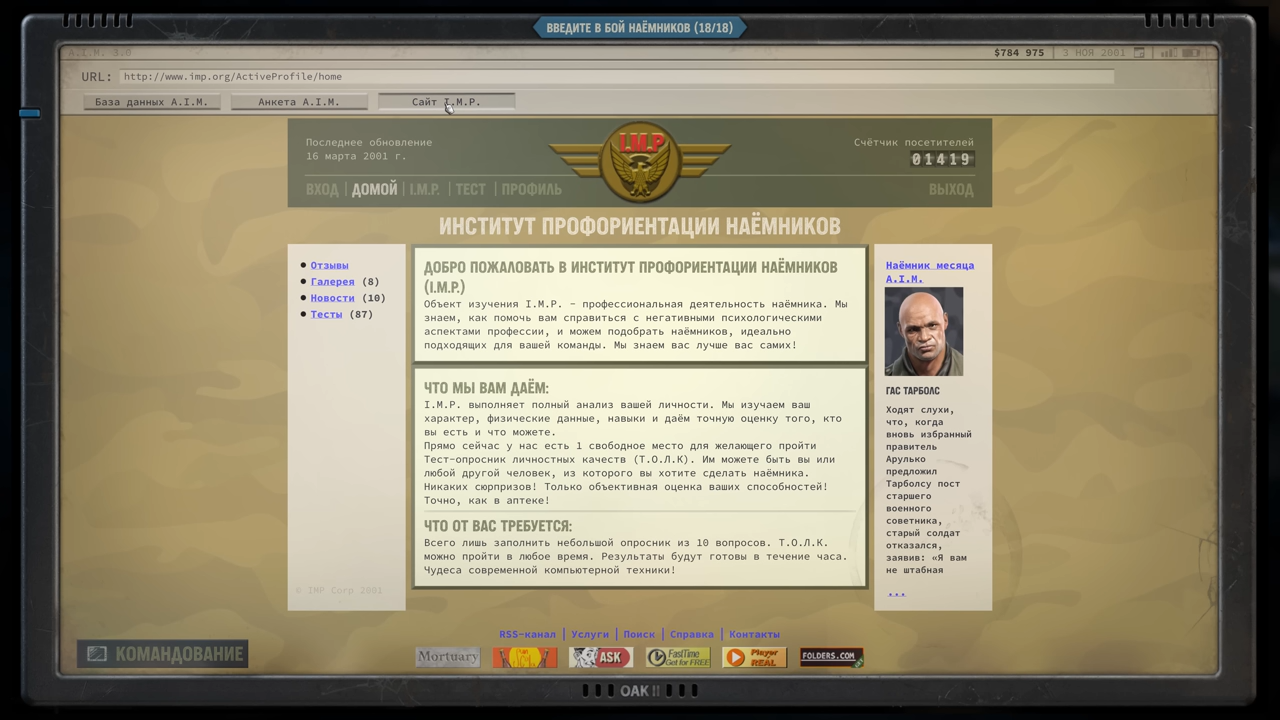 ВВЕДИТЕ В БОЙ НАЁМНИКОВ (18/18)
A.I.M. 3.0
$784 975
3 НОЯ 2001
URL: http://www.imp.org/ActiveProfile/home
База данных A.I.M.
Анкета A.I.M.
Сайт I.M.P.
Последнее обновление
16 марта 2001 г.
I.M.P
Счётчик посетителей
01419
ВХОД | ДОМОЙ | I.M.P. | ТЕСТ | ПРОФИЛЬ
ВЫХОД
ИНСТИТУТ ПРОФОРИЕНТАЦИИ НАЁМНИКОВ
Отзывы
Галерея (8)
Новости (10)
Тесты (87)
© IMP Corp 2001
ДОБРО ПОЖАЛОВАТЬ В ИНСТИТУТ ПРОФОРИЕНТАЦИИ НАЁМНИКОВ
(I.M.P.)
Объект изучения I.M.P. - профессиональная деятельность наёмника. Мы
знаем, как помочь вам справиться с негативными психологическими
аспектами профессии, и можем подобрать наёмников, идеально
подходящих для вашей команды. Мы знаем вас лучше вас самих!
ЧТО МЫ ВАМ ДАЁМ:
I.M.P. выполняет полный анализ вашей личности. Мы изучаем ваш
характер, физические данные, навыки и даём точную оценку того, кто
вы есть и что можете.
Прямо сейчас у нас есть 1 свободное место для желающего пройти
Тест-опросник личностных качеств (Т.О.Л.К). Им можете быть вы или
любой другой человек, из которого вы хотите сделать наёмника.
Никаких сюрпризов! Только объективная оценка ваших способностей!
Точно, как в аптеке!
ЧТО ОТ ВАС ТРЕБУЕТСЯ:
Всего лишь заполнить небольшой опросник из 10 вопросов. Т.О.Л.К.
можно пройти в любое время. Результаты будут готовы в течение часа.
Чудеса современной компьютерной техники!
Наёмник месяца
A.I.M.
ГАС ТАРБОЛС
Ходят слухи,
что, когда
вновь избранный
правитель
Арулько
предложил
Тарболсу пост
старшего
военного
советника,
старый солдат
отказался,
заявив: «Я вам
не штабная
...
RSS-канал | Услуги | Поиск | Справка | Контакты
Mortuary
ASK
FastTime
Get for FREE
Player
REAL
FOLDERS.COM
КОМАНДОВАНИЕ
OAK II